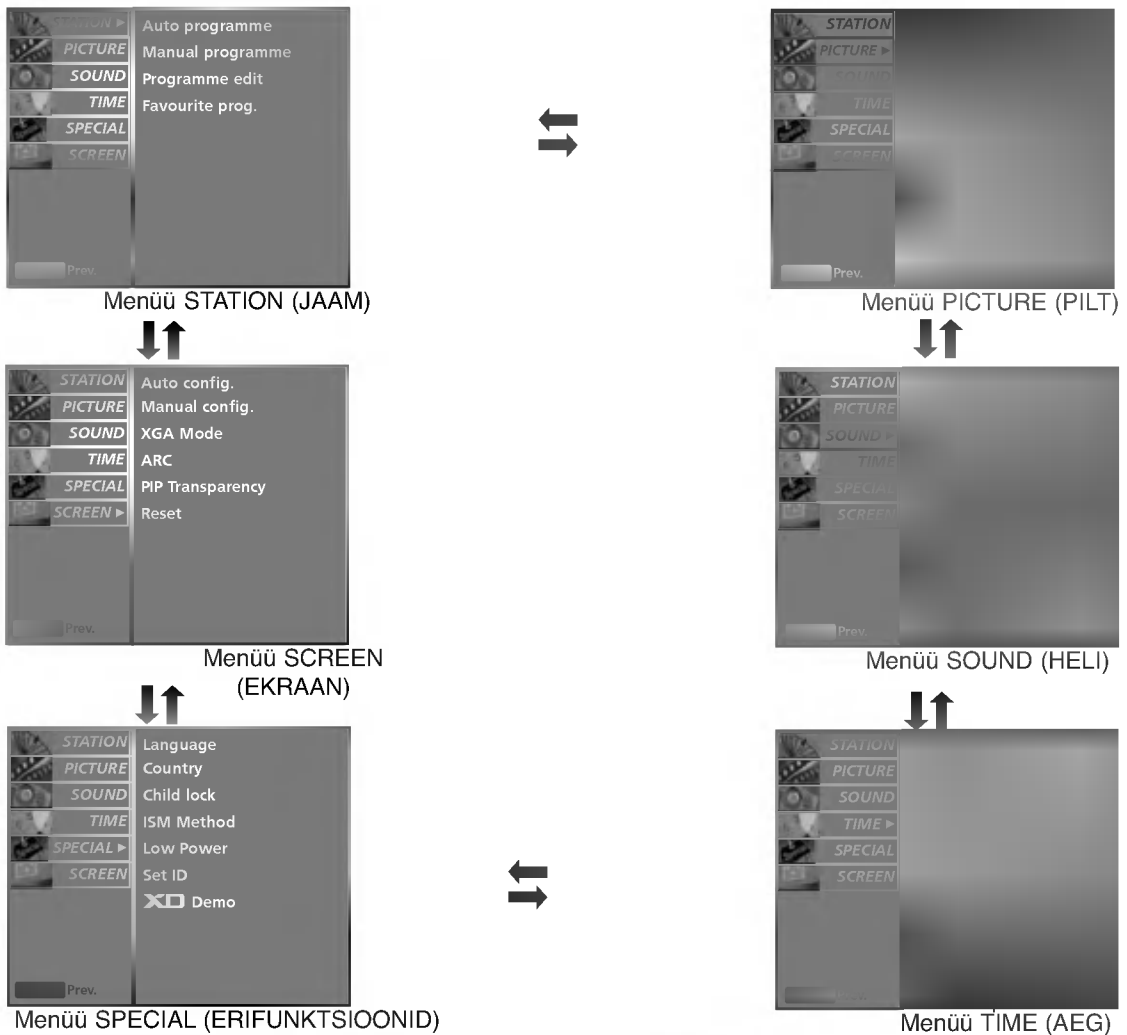 STATION ▶
PICTURE
SOUND
TIME
SPECIAL
SCREEN
Auto programme
Manual programme
Programme edit
Favourite prog.
Prev.
Menüü STATION (JAAM)
STATION
PICTURE ▶
SOUND
TIME
SPECIAL
SCREEN
Prev.
Menüü PICTURE (PILT)
STATION
PICTURE
SOUND
TIME
SPECIAL
SCREEN ▶
Auto config.
Manual config.
XGA Mode
ARC
PIP Transparency
Reset
Prev.
Menüü SCREEN
(EKRAAN)
STATION
PICTURE
SOUND ▶
TIME
SPECIAL
SCREEN
Prev.
Menüü SOUND (HELI)
STATION
PICTURE
SOUND
TIME
SPECIAL ▶
SCREEN
Language
Country
Child lock
ISM Method
Low Power
Set ID
XD Demo
Prev.
Menüü SPECIAL (ERIFUNKTSIOONID)
STATION
PICTURE
SOUND
TIME ▶
SPECIAL
SCREEN
Prev.
Menüü TIME (AEG)